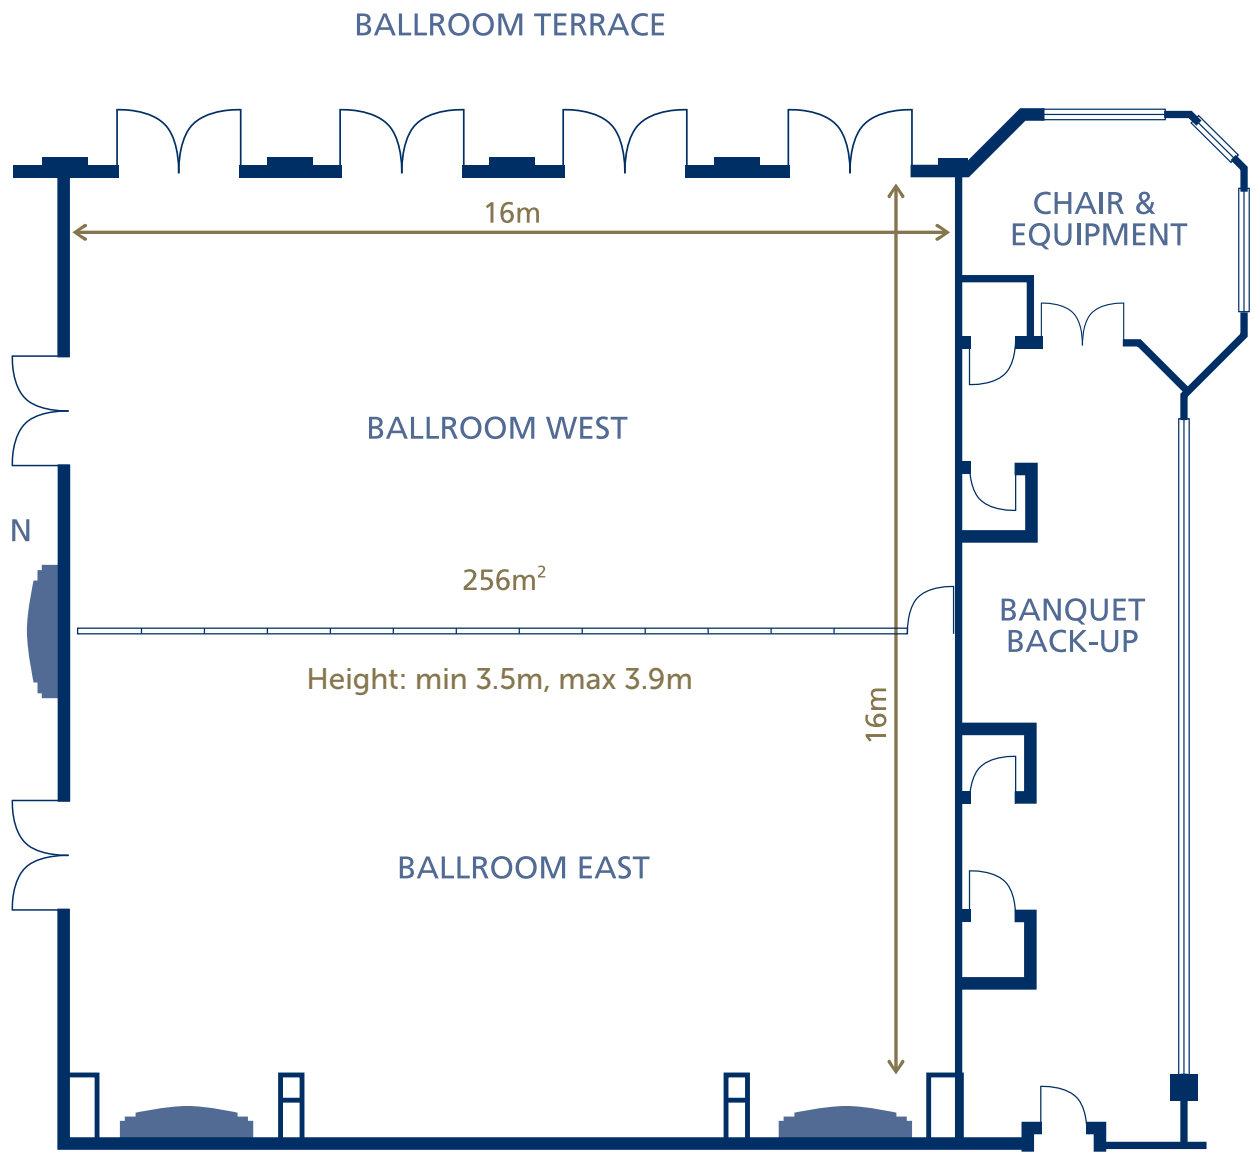 BALLROOM TERRACE
16m
CHAIR &
EQUIPMENT
BALLROOM WEST
N
256m²
BANQUET
BACK-UP
Height: min 3.5m, max 3.9m
16m
BALLROOM EAST